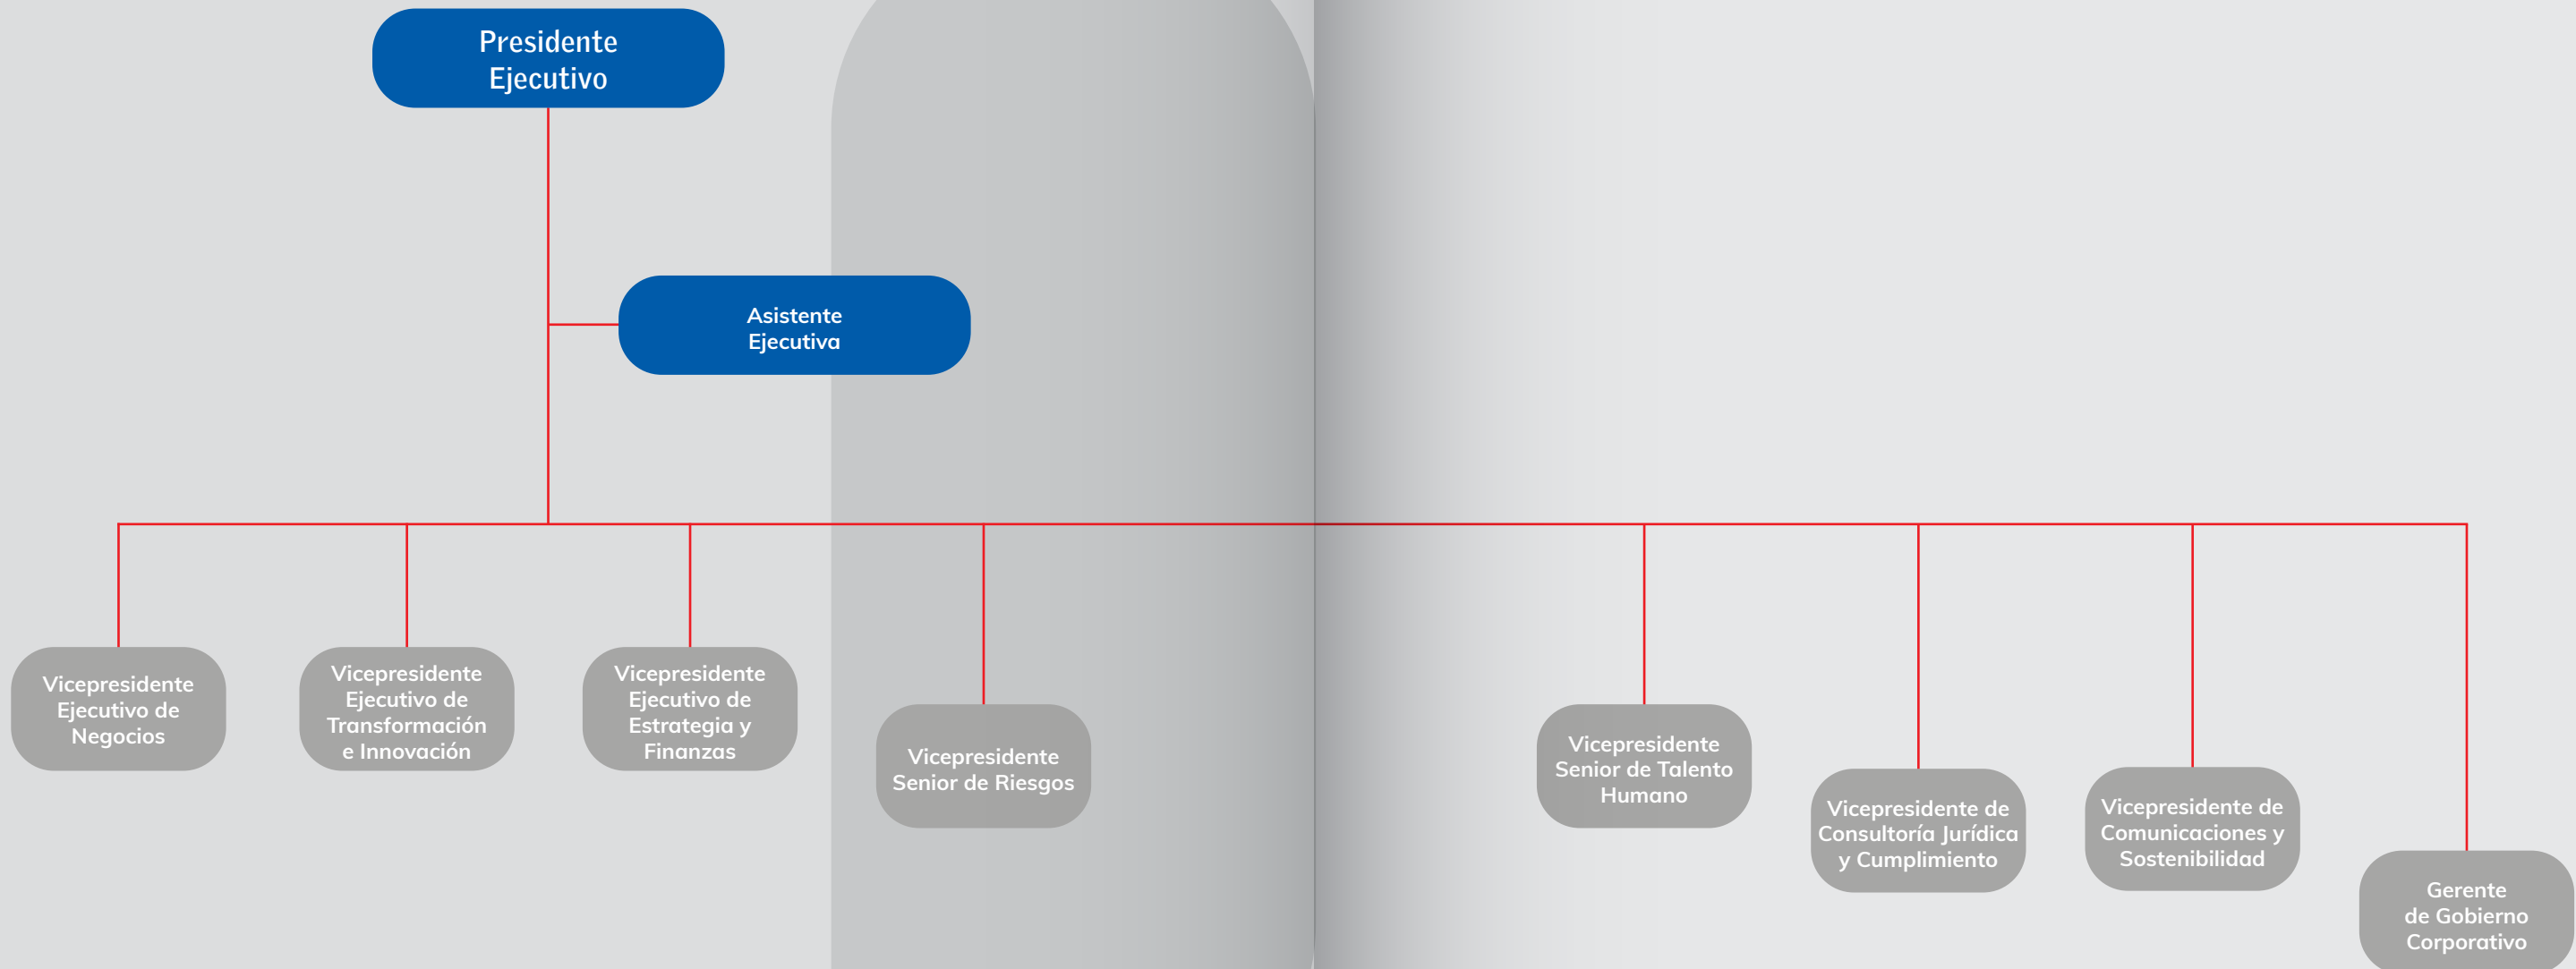 Presidente
Ejecutivo
Asistente
Ejecutiva
Vicepresidente
Ejecutivo de
Negocios
Vicepresidente
Ejecutivo de
Transformación
e Innovación
Vicepresidente
Ejecutivo de
Estrategia y
Finanzas
Vicepresidente
Senior de Riesgos
Vicepresidente
Senior de Talento
Humano
Vicepresidente de
Consultoría Jurídica
y Cumplimiento
Vicepresidente de
Comunicaciones y
Sostenibilidad
Gerente
de Gobierno
Corporativo